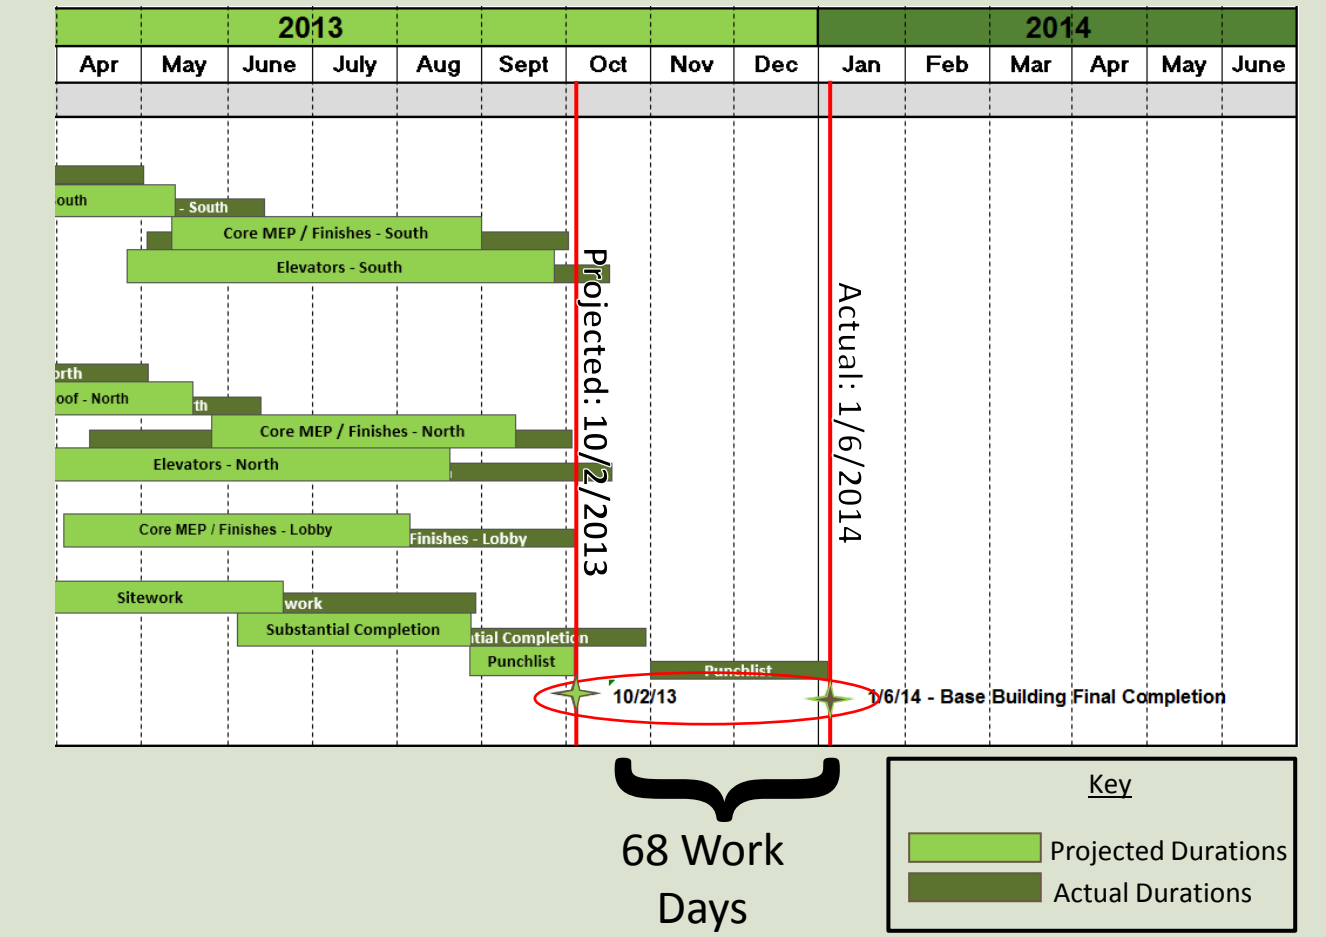 2013
2014
Apr May June July Aug Sept Oct Nov Dec Jan Feb Mar Apr May June
outh
- South
Core MEP / Finishes - South
Elevators - South
Projected: 10/2/2013
Actual: 1/6/2014
orth
oof - North
th
Core MEP / Finishes - North
Elevators - North
Core MEP / Finishes - Lobby
Finishes - Lobby
Sitework
work
Substantial Completion
tial Completion
Punchlist
Punchlist
10/2/13
1/6/14 - Base Building Final Completion
68 Work
Days
Key
Projected Durations
Actual Durations